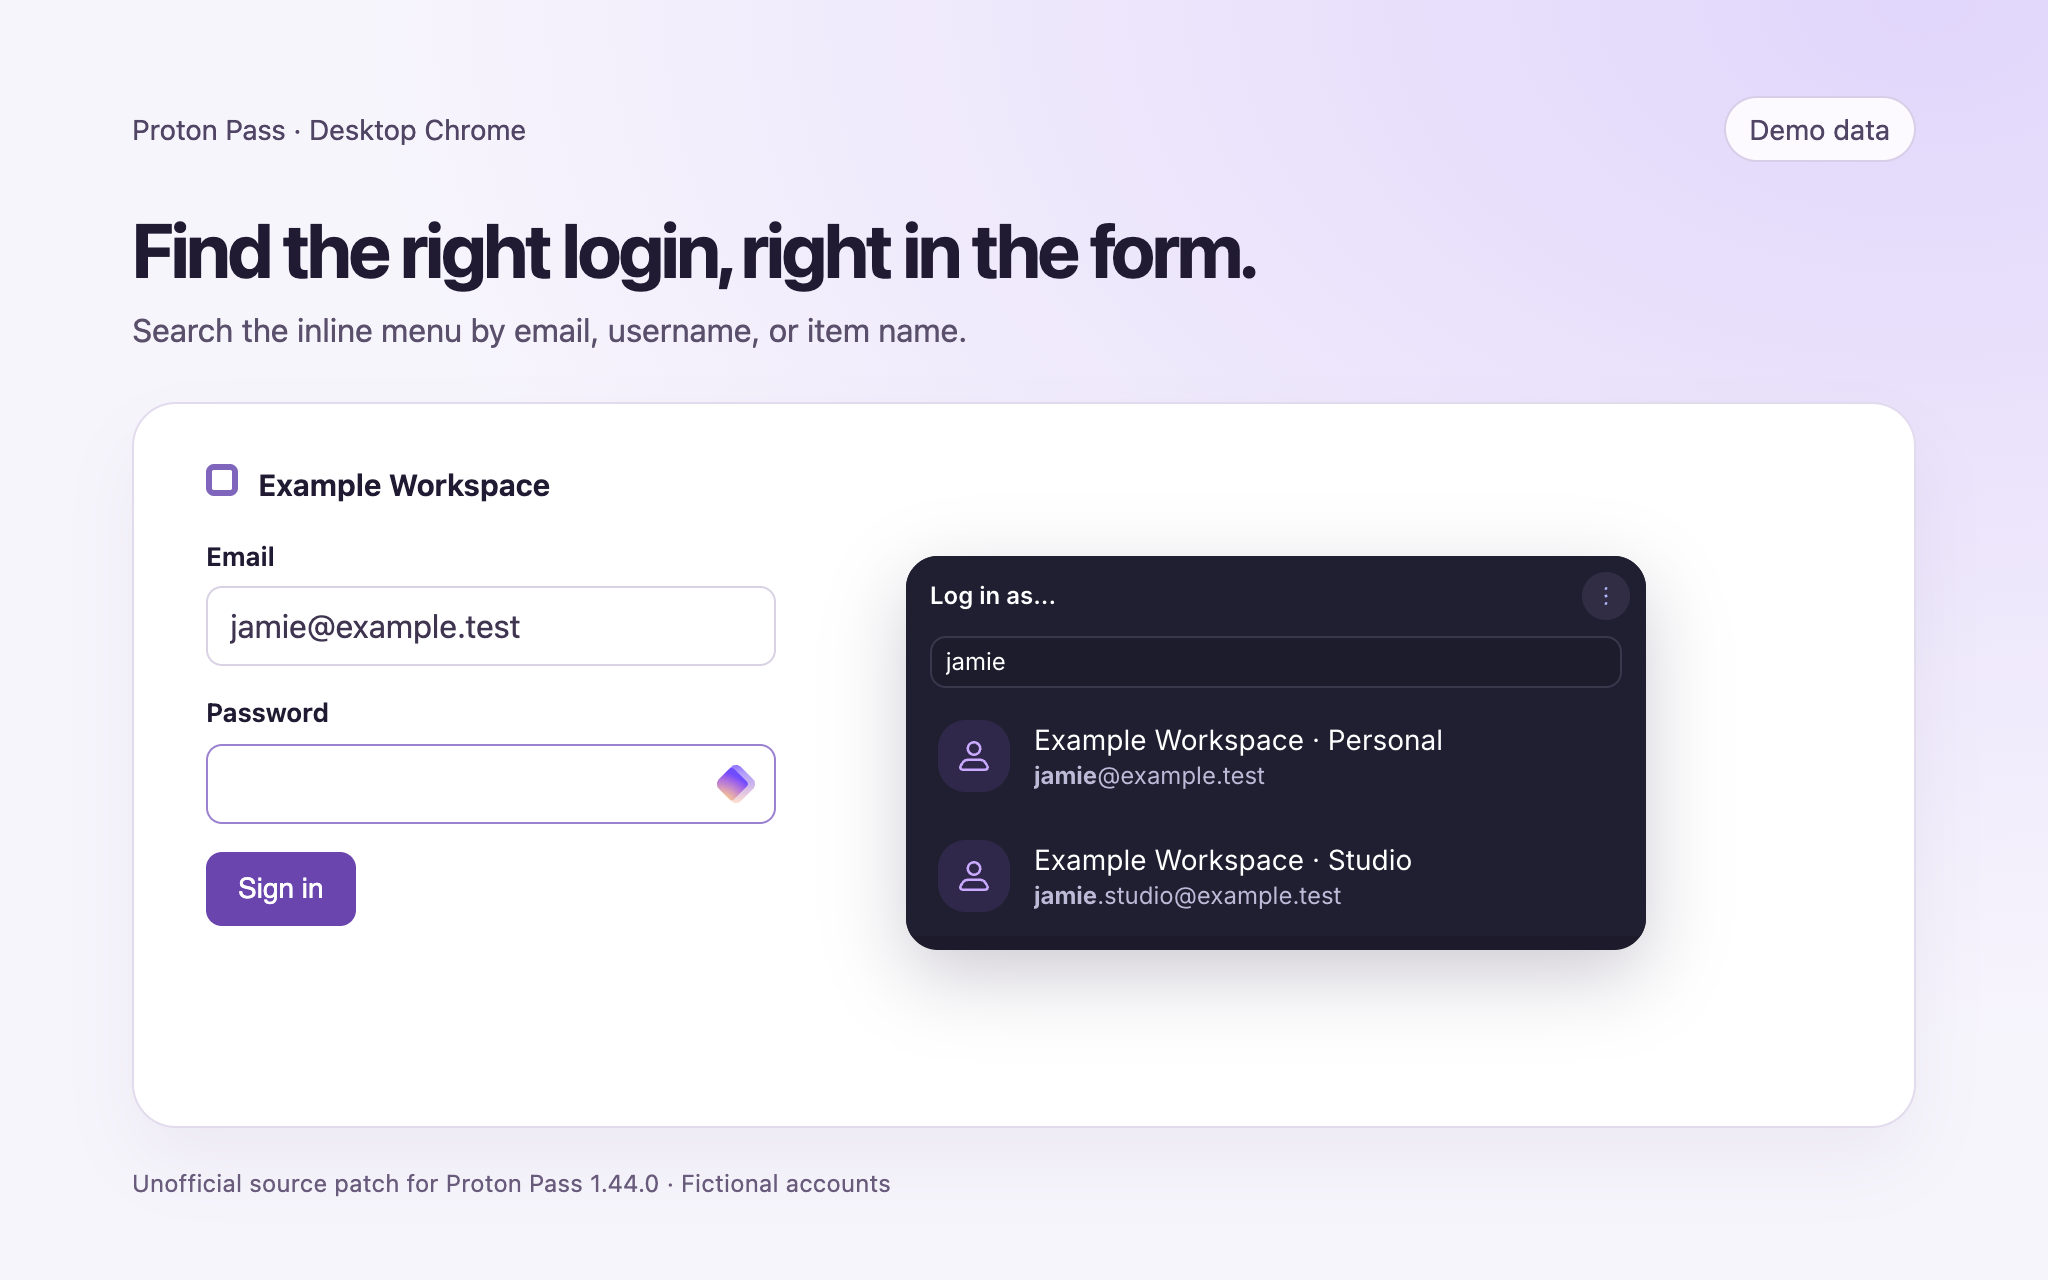 Proton Pass · Desktop Chrome
Demo data
Find the right login, right in the form.
Search the inline menu by email, username, or item name.
Example Workspace
Email
jamie@example.test
Password
Sign in
Log in as...
jamie
Example Workspace · Personal
jamie@example.test
Example Workspace · Studio
jamie.studio@example.test
Unofficial source patch for Proton Pass 1.44.0 · Fictional accounts